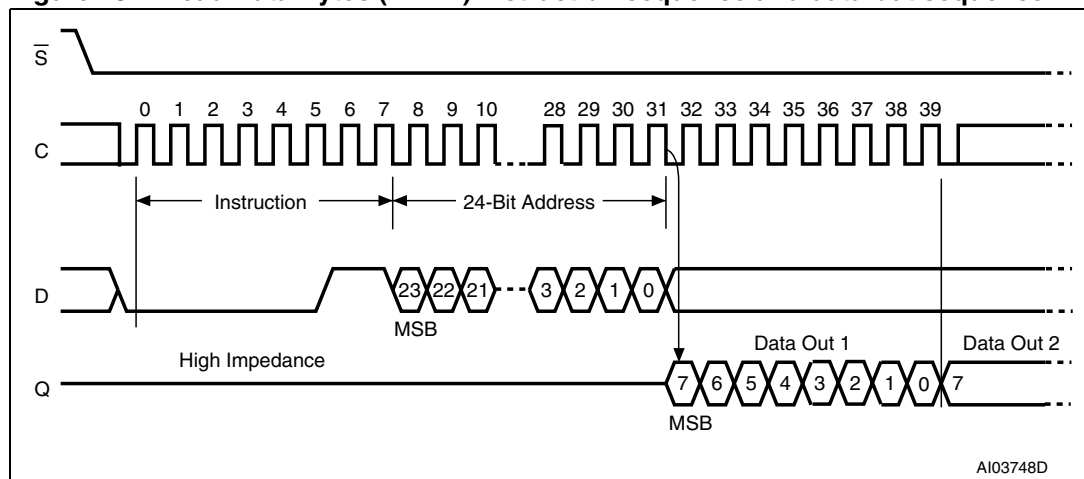 S
0 1 2 3 4 5 6 7 8 9 10 28 29 30 31 32 33 34 35 36 37 38 39
C
Instruction 24-Bit Address
D 23 22 21 3 2 1 0
MSB
High Impedance Data Out 1 Data Out 2
Q 7 6 5 4 3 2 1 0 7
MSB
AI03748D